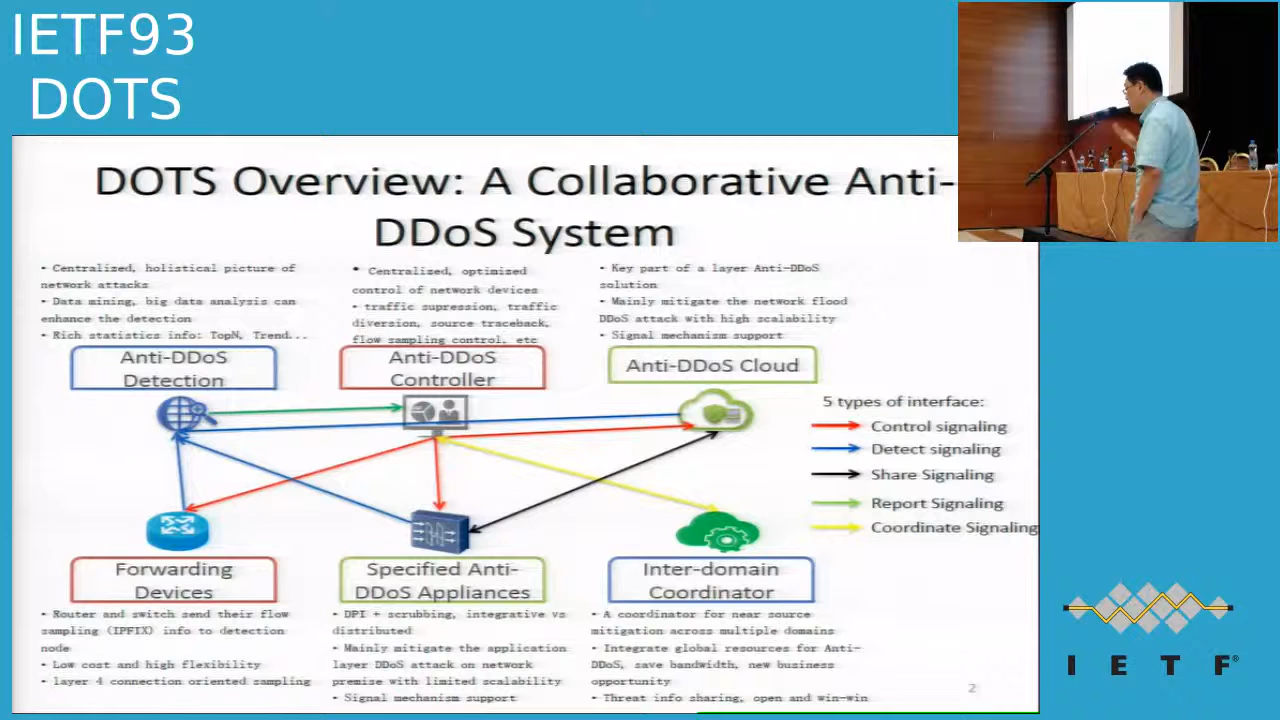 IETF93
DOTS
DOTS Overview: A Collaborative Anti-
DDoS System
• Centralized, holistical picture of
network attacks
• Data mining, big data analysis can
enhance the detection
• Rich statistics info: TopN, Trend...
• Centralized, optimized
control of network devices
• traffic supression, traffic
diversion, source traceback,
flow sampling control, etc
• Key part of a layer Anti-DDoS
solution
• Mainly mitigate the network flood
DDoS attack with high scalability
• Signal mechanism support
Anti-DDoS
Detection
Anti-DDoS
Controller
Anti-DDoS Cloud
5 types of interface:
Control signaling
Detect signaling
Share Signaling
Report Signaling
Coordinate Signaling
Forwarding
Devices
Specified Anti-
DDoS Appliances
Inter-domain
Coordinator
• Router and switch send their flow
sampling (IPFIX) info to detection
node
• Low cost and high flexibility
• layer 4 connection oriented sampling
• DPI + scrubbing, integrative vs
distributed
• Mainly mitigate the application
layer DDoS attack on network
premise with limited scalability
• Signal mechanism support
• A coordinator for near source
mitigation across multiple domains
• Integrate global resources for Anti-
DDoS, save bandwidth, new business
opportunity
• Threat info sharing, open and win-win
2
I E T F®